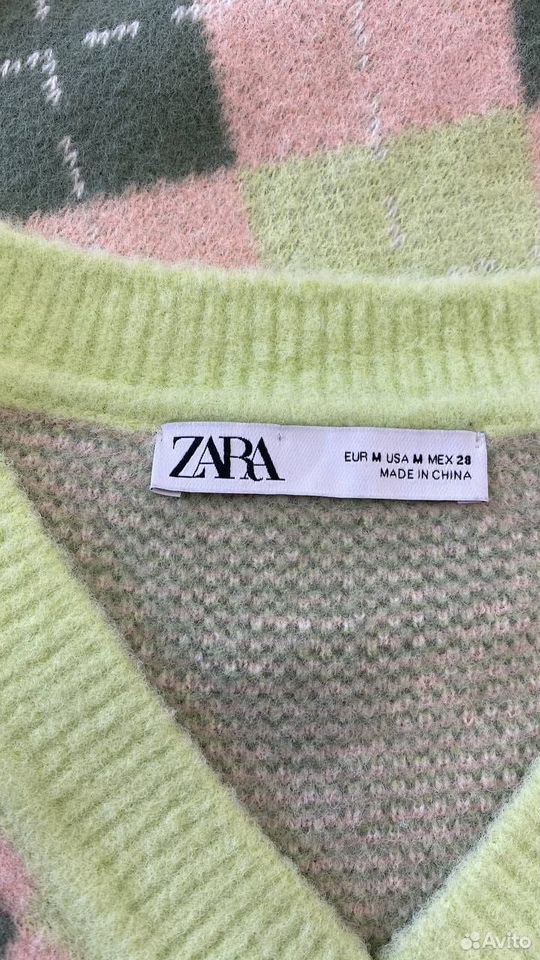 ZARA
EUR M USA M MEX 28
MADE IN CHINA
Avito